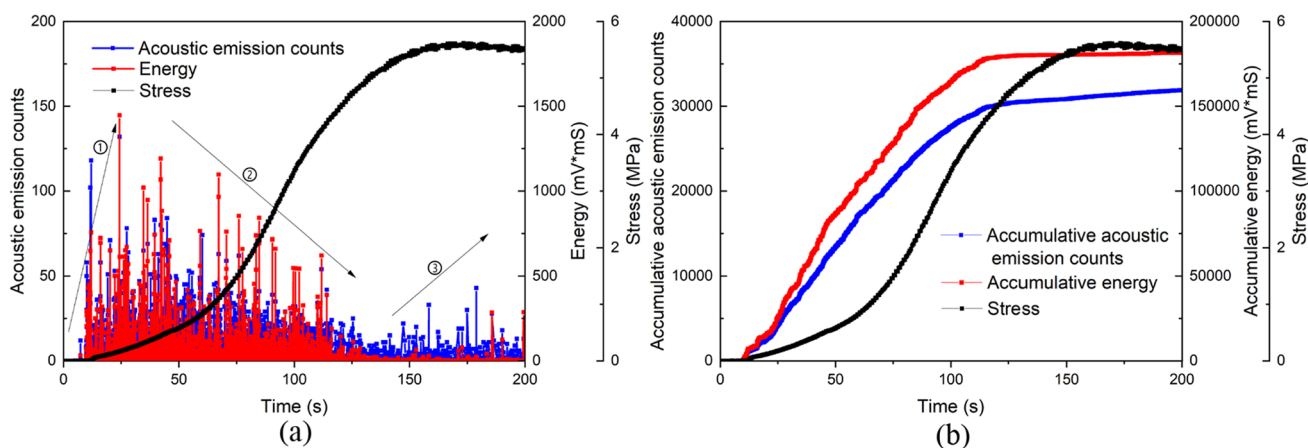 200
150
100
50
0
Acoustic emission counts
Acoustic emission counts
Energy
Stress
①
②
③
2000
1500
1000
500
0
Energy (mV*mS)
6
4
2
0
Stress (MPa)
0
50
100
150
200
Time (s)
(a)
40000
30000
20000
10000
0
Accumulative acoustic emission counts
Accumulative acoustic
emission counts
Accumulative energy
Stress
200000
150000
100000
50000
0
Accumulative energy (mV*mS)
6
4
2
0
Stress (MPa)
0
50
100
150
200
Time (s)
(b)